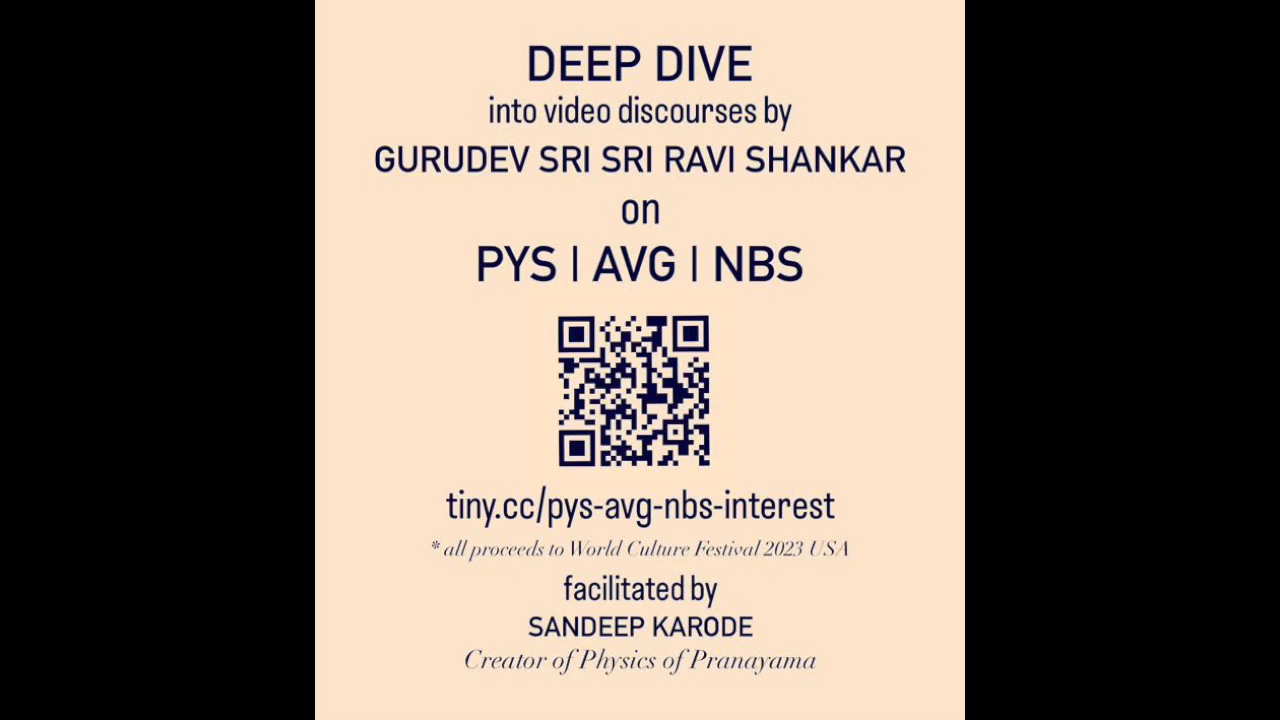 DEEP DIVE
into video discourses by
GURUDEV SRI SRI RAVI SHANKAR
on
PYS | AVG | NBS
tiny.cc/pys-avg-nbs-interest
* all proceeds to World Culture Festival 2023 USA
facilitated by
SANDEEP KARODE
Creator of Physics of Pranayama